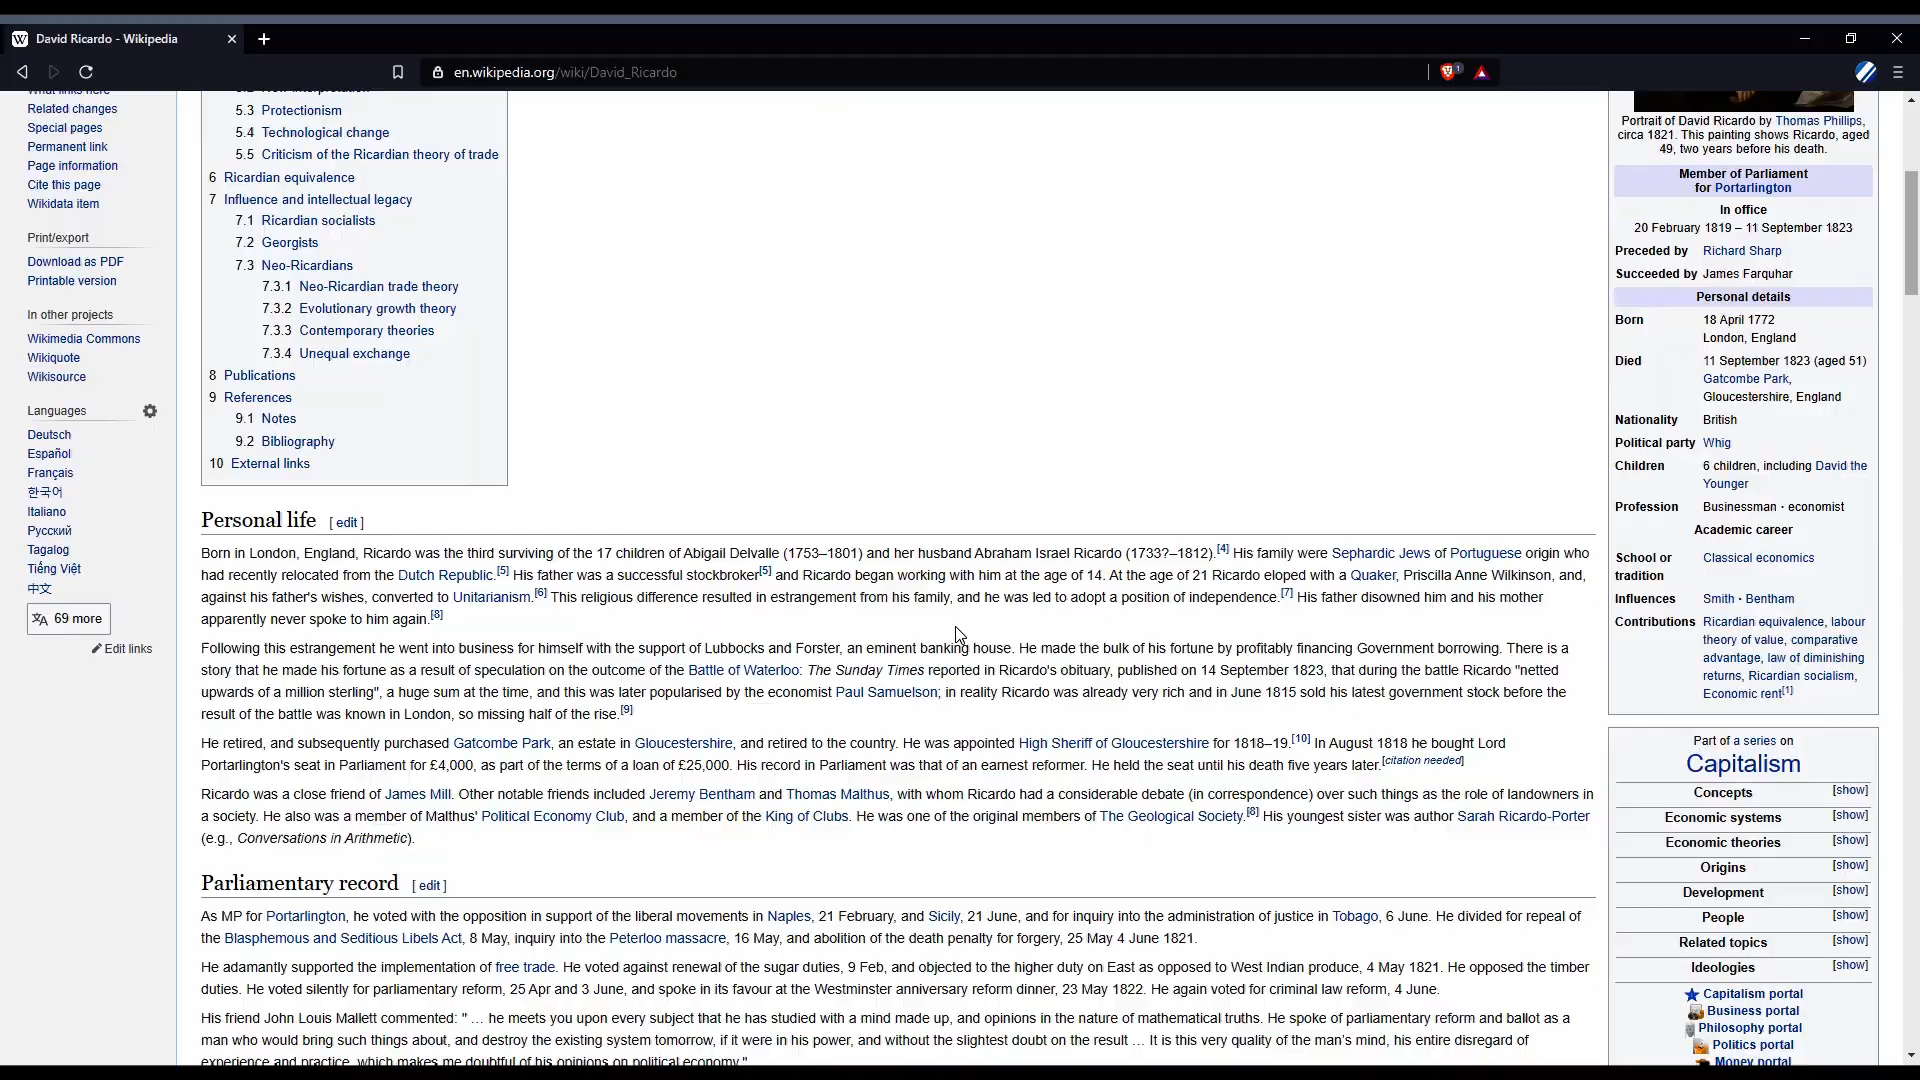 David Ricardo - Wikipedia
en.wikipedia.org/wiki/David_Ricardo
1
What links here
Related changes
Special pages
Permanent link
Page information
Cite this page
Wikidata item
Print/export
Download as PDF
Printable version
In other projects
Wikimedia Commons
Wikiquote
Wikisource
Languages
Deutsch
Español
Français
한국어
Italiano
Русский
Tagalog
Tiếng Việt
中文
69 more
Edit links
5.3 Protectionism
5.4 Technological change
5.5 Criticism of the Ricardian theory of trade
6 Ricardian equivalence
7 Influence and intellectual legacy
7.1 Ricardian socialists
7.2 Georgists
7.3 Neo-Ricardians
7.3.1 Neo-Ricardian trade theory
7.3.2 Evolutionary growth theory
7.3.3 Contemporary theories
7.3.4 Unequal exchange
8 Publications
9 References
9.1 Notes
9.2 Bibliography
10 External links
Personal life [ edit ]
Born in London, England, Ricardo was the third surviving of the 17 children of Abigail Delvalle (1753–1801) and her husband Abraham Israel Ricardo (1733?–1812).[4] His family were Sephardic Jews of Portuguese origin who
had recently relocated from the Dutch Republic.[5] His father was a successful stockbroker[5] and Ricardo began working with him at the age of 14. At the age of 21 Ricardo eloped with a Quaker, Priscilla Anne Wilkinson, and,
against his father's wishes, converted to Unitarianism.[6] This religious difference resulted in estrangement from his family, and he was led to adopt a position of independence.[7] His father disowned him and his mother
apparently never spoke to him again.[8]
Following this estrangement he went into business for himself with the support of Lubbocks and Forster, an eminent banking house. He made the bulk of his fortune by profitably financing Government borrowing. There is a
story that he made his fortune as a result of speculation on the outcome of the Battle of Waterloo: The Sunday Times reported in Ricardo's obituary, published on 14 September 1823, that during the battle Ricardo "netted
upwards of a million sterling", a huge sum at the time, and this was later popularised by the economist Paul Samuelson; in reality Ricardo was already very rich and in June 1815 sold his latest government stock before the
result of the battle was known in London, so missing half of the rise.[9]
He retired, and subsequently purchased Gatcombe Park, an estate in Gloucestershire, and retired to the country. He was appointed High Sheriff of Gloucestershire for 1818–19.[10] In August 1818 he bought Lord
Portarlington's seat in Parliament for £4,000, as part of the terms of a loan of £25,000. His record in Parliament was that of an earnest reformer. He held the seat until his death five years later.[citation needed]
Ricardo was a close friend of James Mill. Other notable friends included Jeremy Bentham and Thomas Malthus, with whom Ricardo had a considerable debate (in correspondence) over such things as the role of landowners in
a society. He also was a member of Malthus' Political Economy Club, and a member of the King of Clubs. He was one of the original members of The Geological Society.[8] His youngest sister was author Sarah Ricardo-Porter
(e.g., Conversations in Arithmetic).
Parliamentary record [ edit ]
As MP for Portarlington, he voted with the opposition in support of the liberal movements in Naples, 21 February, and Sicily, 21 June, and for inquiry into the administration of justice in Tobago, 6 June. He divided for repeal of
the Blasphemous and Seditious Libels Act, 8 May, inquiry into the Peterloo massacre, 16 May, and abolition of the death penalty for forgery, 25 May 4 June 1821.
He adamantly supported the implementation of free trade. He voted against renewal of the sugar duties, 9 Feb, and objected to the higher duty on East as opposed to West Indian produce, 4 May 1821. He opposed the timber
duties. He voted silently for parliamentary reform, 25 Apr and 3 June, and spoke in its favour at the Westminster anniversary reform dinner, 23 May 1822. He again voted for criminal law reform, 4 June.
His friend John Louis Mallett commented: " … he meets you upon every subject that he has studied with a mind made up, and opinions in the nature of mathematical truths. He spoke of parliamentary reform and ballot as a
man who would bring such things about, and destroy the existing system tomorrow, if it were in his power, and without the slightest doubt on the result … It is this very quality of the man's mind, his entire disregard of
experience and practice, which makes me doubtful of his opinions on political economy."
Portrait of David Ricardo by Thomas Phillips,
circa 1821. This painting shows Ricardo, aged
49, two years before his death.
Member of Parliament
for Portarlington
In office
20 February 1819 – 11 September 1823
Preceded by Richard Sharp
Succeeded by James Farquhar
Personal details
Born 18 April 1772
London, England
Died 11 September 1823 (aged 51)
Gatcombe Park,
Gloucestershire, England
Nationality British
Political party Whig
Children 6 children, including David the
Younger
Profession Businessman · economist
Academic career
School or Classical economics
tradition
Influences Smith · Bentham
Contributions Ricardian equivalence, labour
theory of value, comparative
advantage, law of diminishing
returns, Ricardian socialism,
Economic rent[1]
Part of a series on
Capitalism
Concepts [show]
Economic systems [show]
Economic theories [show]
Origins [show]
Development [show]
People [show]
Related topics [show]
Ideologies [show]
Capitalism portal
Business portal
Philosophy portal
Politics portal
Money portal